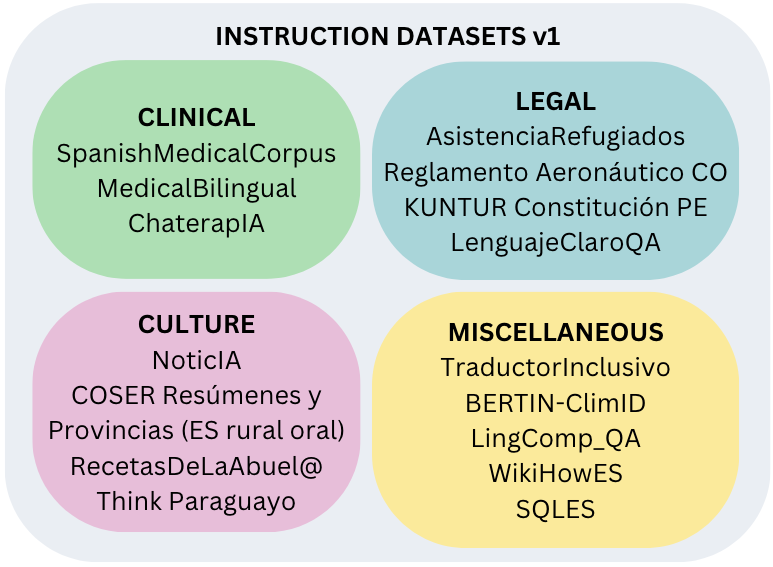 INSTRUCTION DATASETS v1
CLINICAL
SpanishMedicalCorpus
MedicalBilingual
ChaterapIA
LEGAL
AsistenciaRefugiados
Reglamento Aeronáutico CO
KUNTUR Constitución PE
LenguajeClaroQA
CULTURE
NoticIA
COSER Resúmenes y
Provincias (ES rural oral)
RecetasDeLaAbuel@
Think Paraguayo
MISCELLANEOUS
TraductorInclusivo
BERTIN-ClimID
LingComp_QA
WikiHowES
SQLES